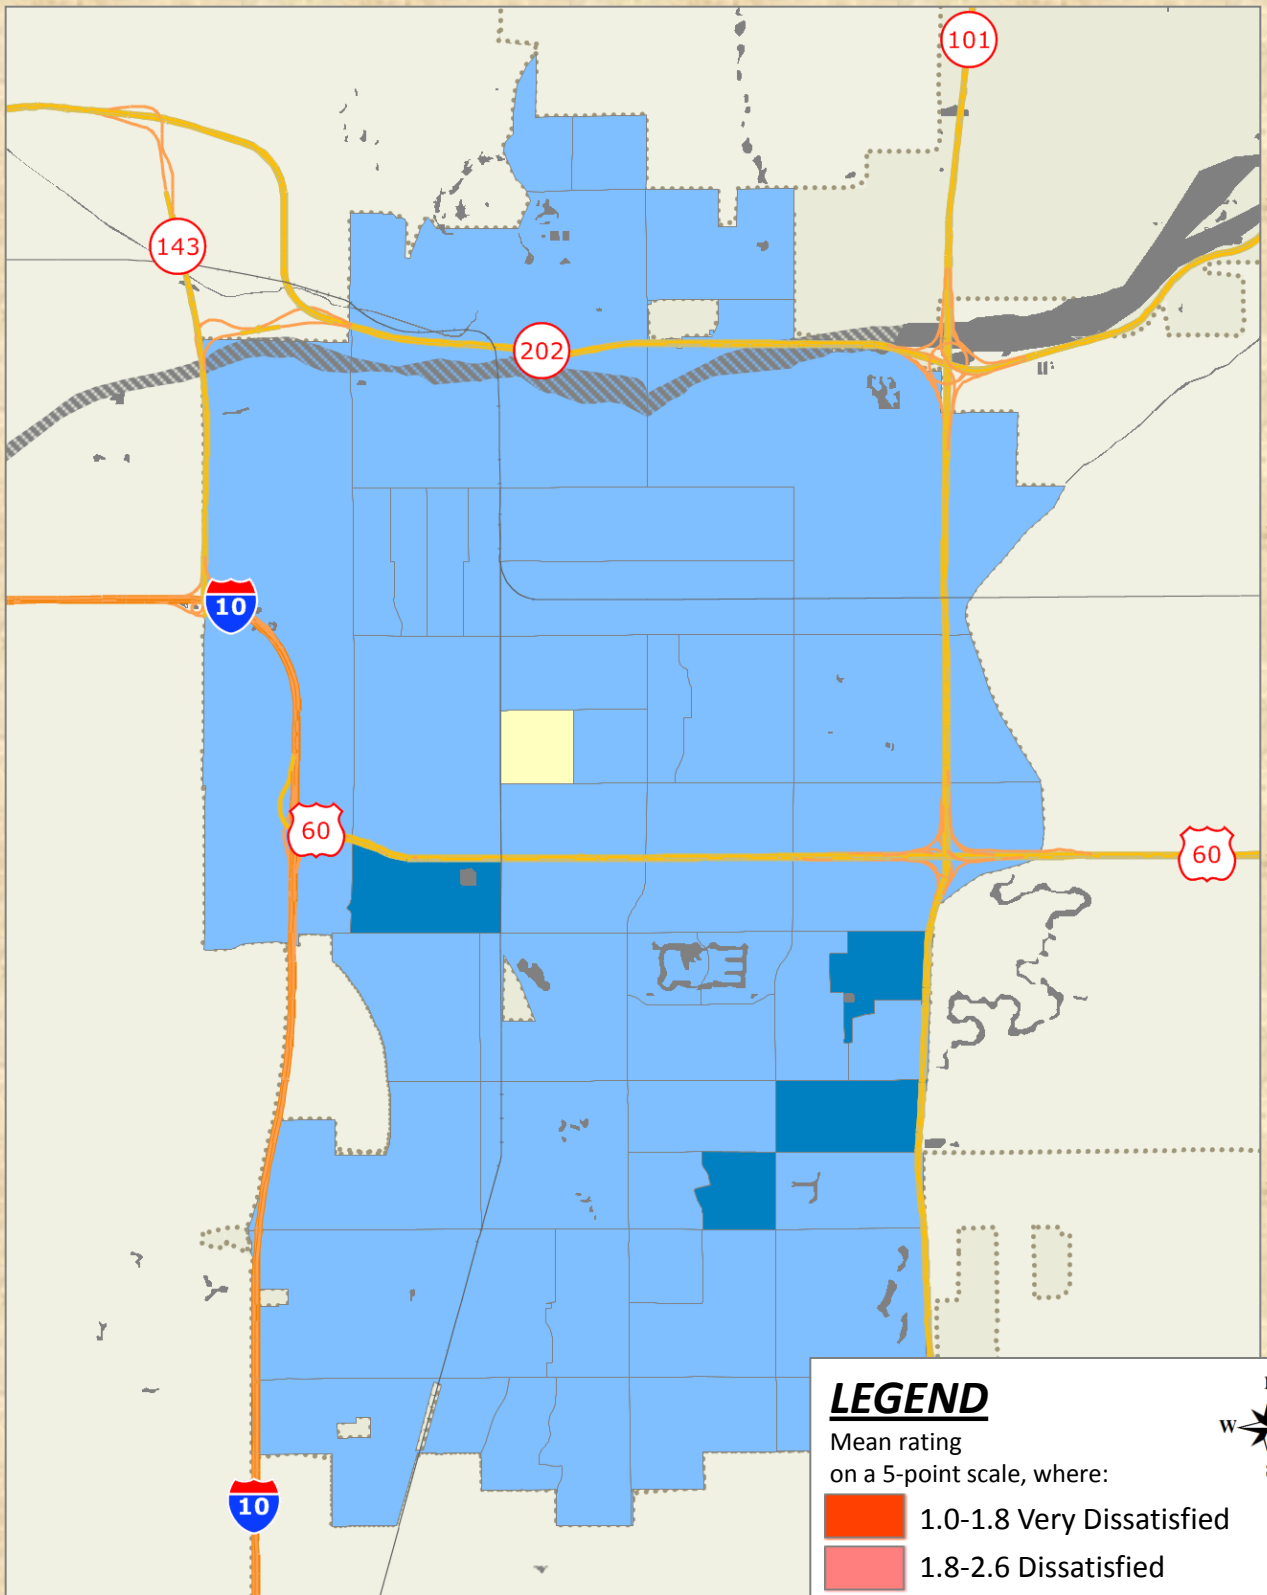 101
143
202
10
60
60
10
LEGEND
Mean rating
on a 5-point scale, where:
W
1.0-1.8 Very Dissatisfied
1.8-2.6 Dissatisfied